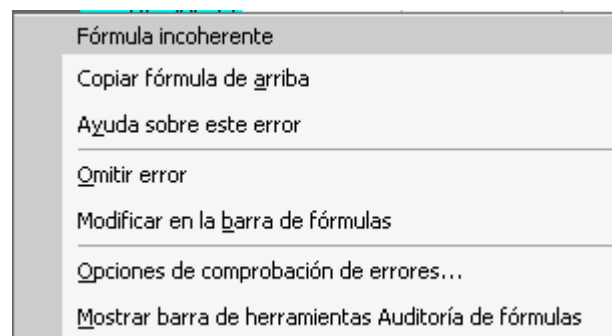 Fórmula incoherente
Copiar fórmula de arriba
Ayuda sobre este error
Omitir error
Modificar en la barra de fórmulas
Opciones de comprobación de errores...
Mostrar barra de herramientas Auditoría de fórmulas